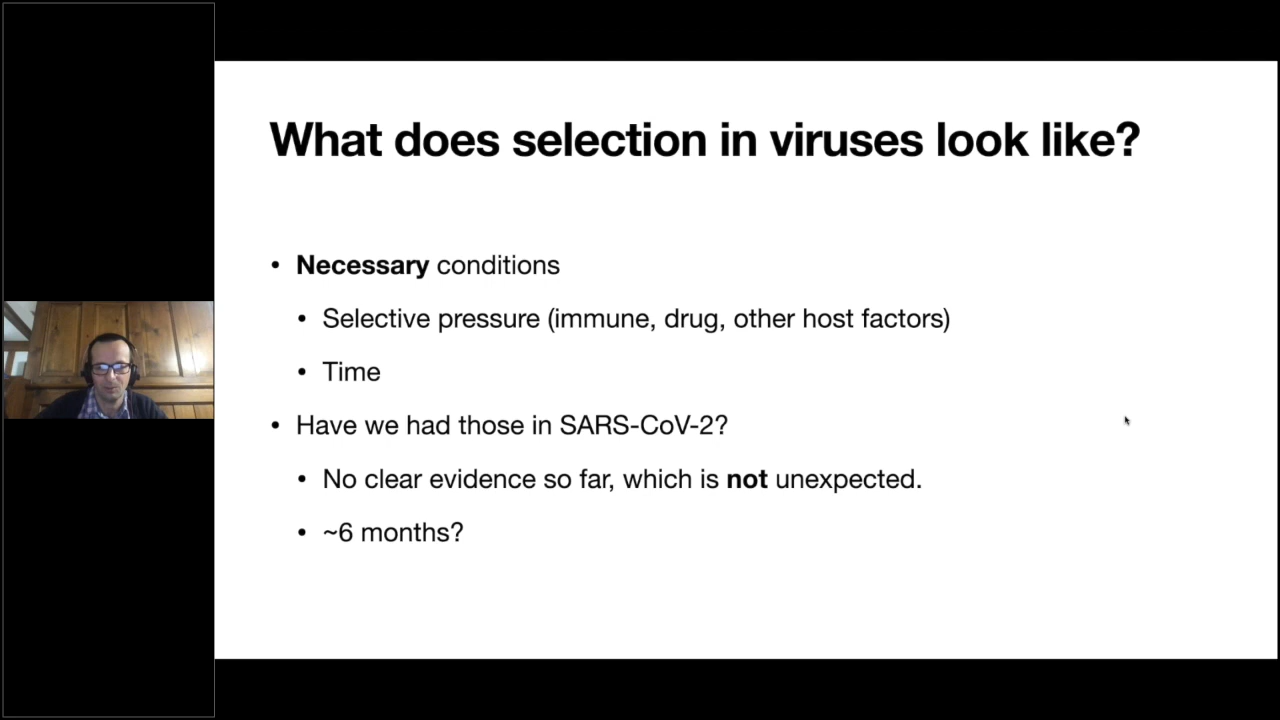 What does selection in viruses look like?
• Necessary conditions
• Selective pressure (immune, drug, other host factors)
• Time
• Have we had those in SARS-CoV-2?
• No clear evidence so far, which is not unexpected.
• ~6 months?